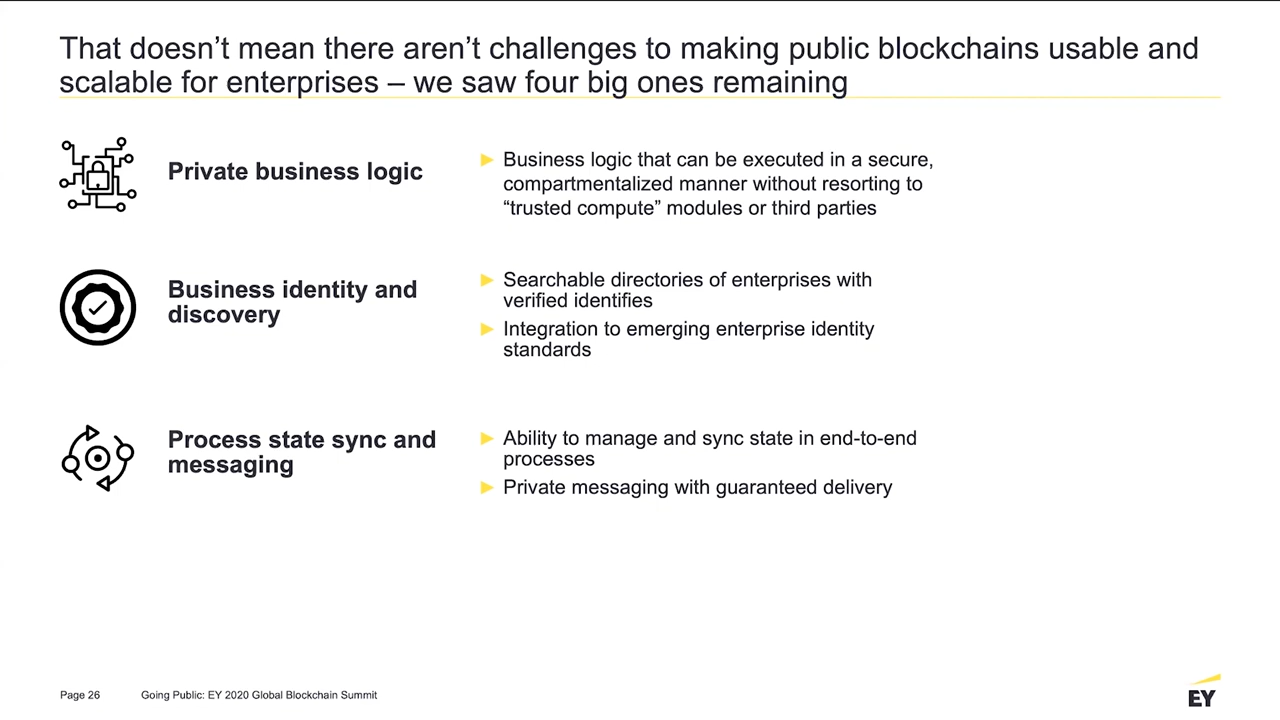 That doesn’t mean there aren’t challenges to making public blockchains usable and
scalable for enterprises – we saw four big ones remaining
Private business logic
► Business logic that can be executed in a secure,
compartmentalized manner without resorting to
“trusted compute” modules or third parties
Business identity and
discovery
► Searchable directories of enterprises with
verified identifies
► Integration to emerging enterprise identity
standards
Process state sync and
messaging
► Ability to manage and sync state in end-to-end
processes
► Private messaging with guaranteed delivery
Page 26
Going Public: EY 2020 Global Blockchain Summit
EY